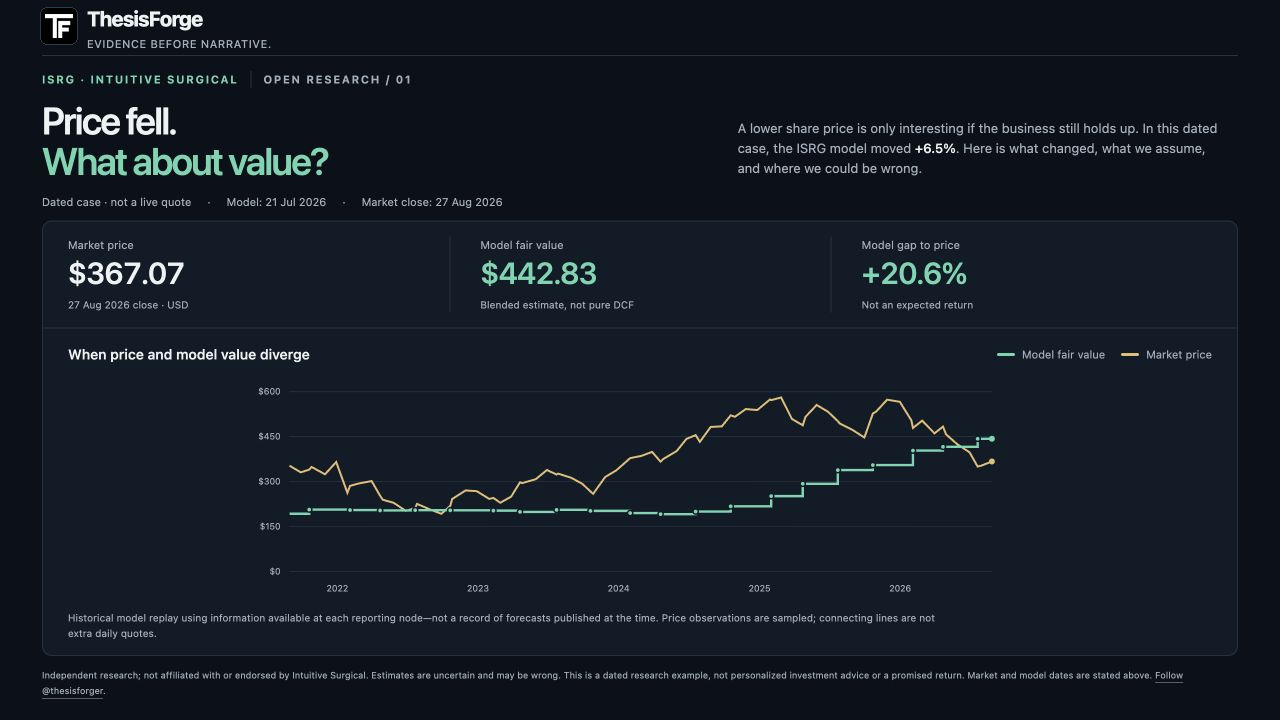 TF
ThesisForge
EVIDENCE BEFORE NARRATIVE.
ISRG · INTUITIVE SURGICAL
OPEN RESEARCH / 01
Price fell.
What about value?
A lower share price is only interesting if the business still holds up. In this dated
case, the ISRG model moved +6.5%. Here is what changed, what we assume,
and where we could be wrong.
Dated case · not a live quote · Model: 21 Jul 2026 · Market close: 27 Aug 2026
Market price
$367.07
27 Aug 2026 close · USD
Model fair value
$442.83
Blended estimate, not pure DCF
Model gap to price
+20.6%
Not an expected return
When price and model value diverge
Model fair value
Market price
$600
$450
$300
$150
$0
2022
2023
2024
2025
2026
Historical model replay using information available at each reporting node—not a record of forecasts published at the time. Price observations are sampled; connecting lines are not
extra daily quotes.
Independent research; not affiliated with or endorsed by Intuitive Surgical. Estimates are uncertain and may be wrong. This is a dated research example, not personalized investment advice or a promised return. Market and model dates are stated above. Follow
@thesisforger.